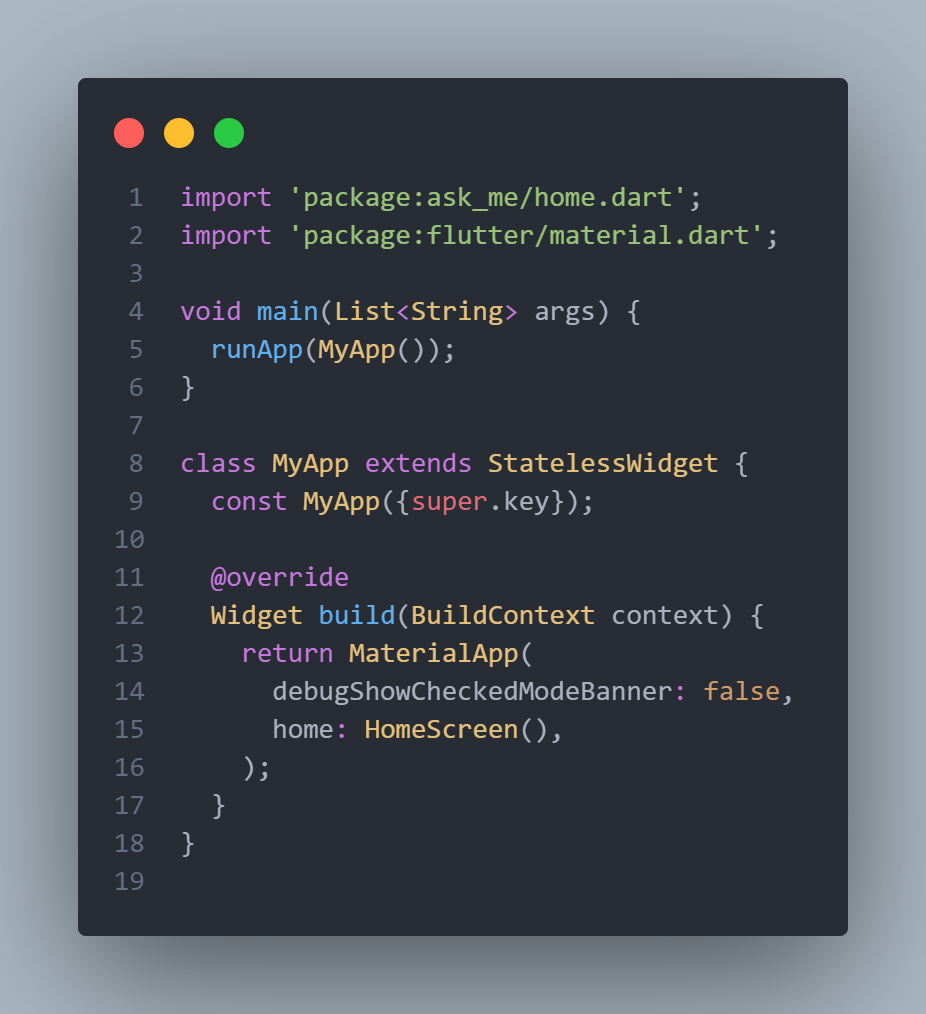 1 import 'package:ask_me/home.dart';
2 import 'package:flutter/material.dart';
3
4 void main(List<String> args) {
5   runApp(MyApp());
6 }
7
8 class MyApp extends StatelessWidget {
9   const MyApp({super.key});
10
11   @override
12   Widget build(BuildContext context) {
13     return MaterialApp(
14       debugShowCheckedModeBanner: false,
15       home: HomeScreen(),
16     );
17   }
18 }
19